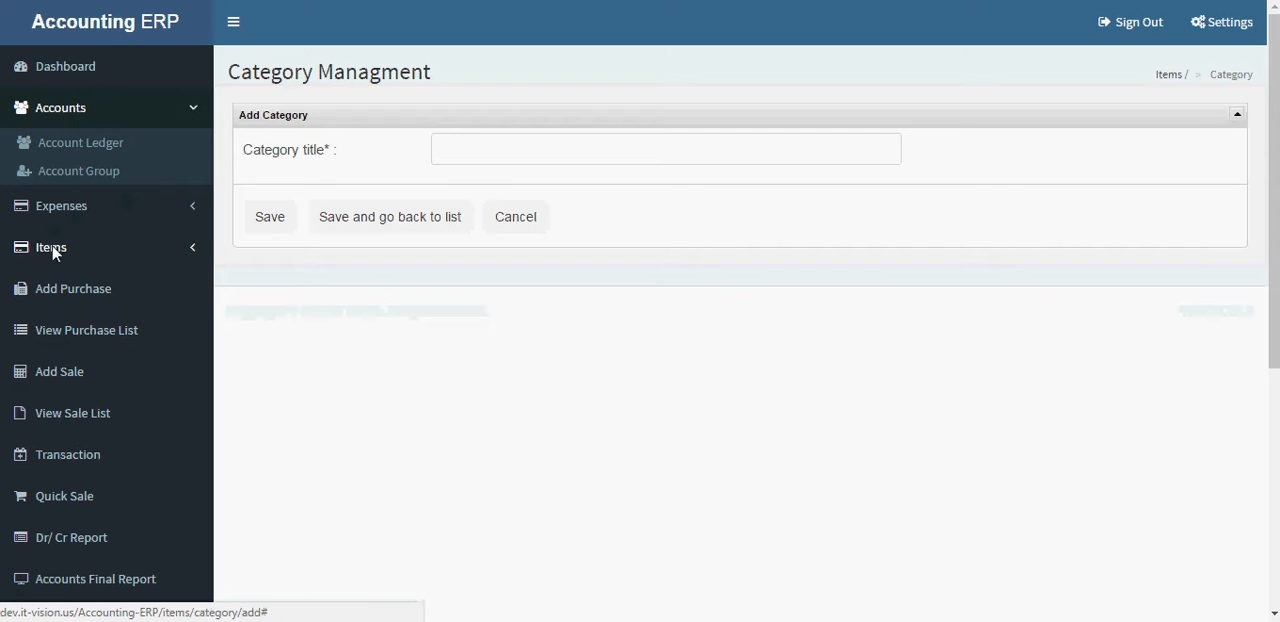 Accounting ERP
Sign Out
Settings
Dashboard
Accounts
Account Ledger
Account Group
Expenses
Items
Add Purchase
View Purchase List
Add Sale
View Sale List
Transaction
Quick Sale
Dr/ Cr Report
Accounts Final Report
Category Managment
Items / » Category
Add Category
Category title* :
Save
Save and go back to list
Cancel
dev.it-vision.us/Accounting-ERP/items/category/add#